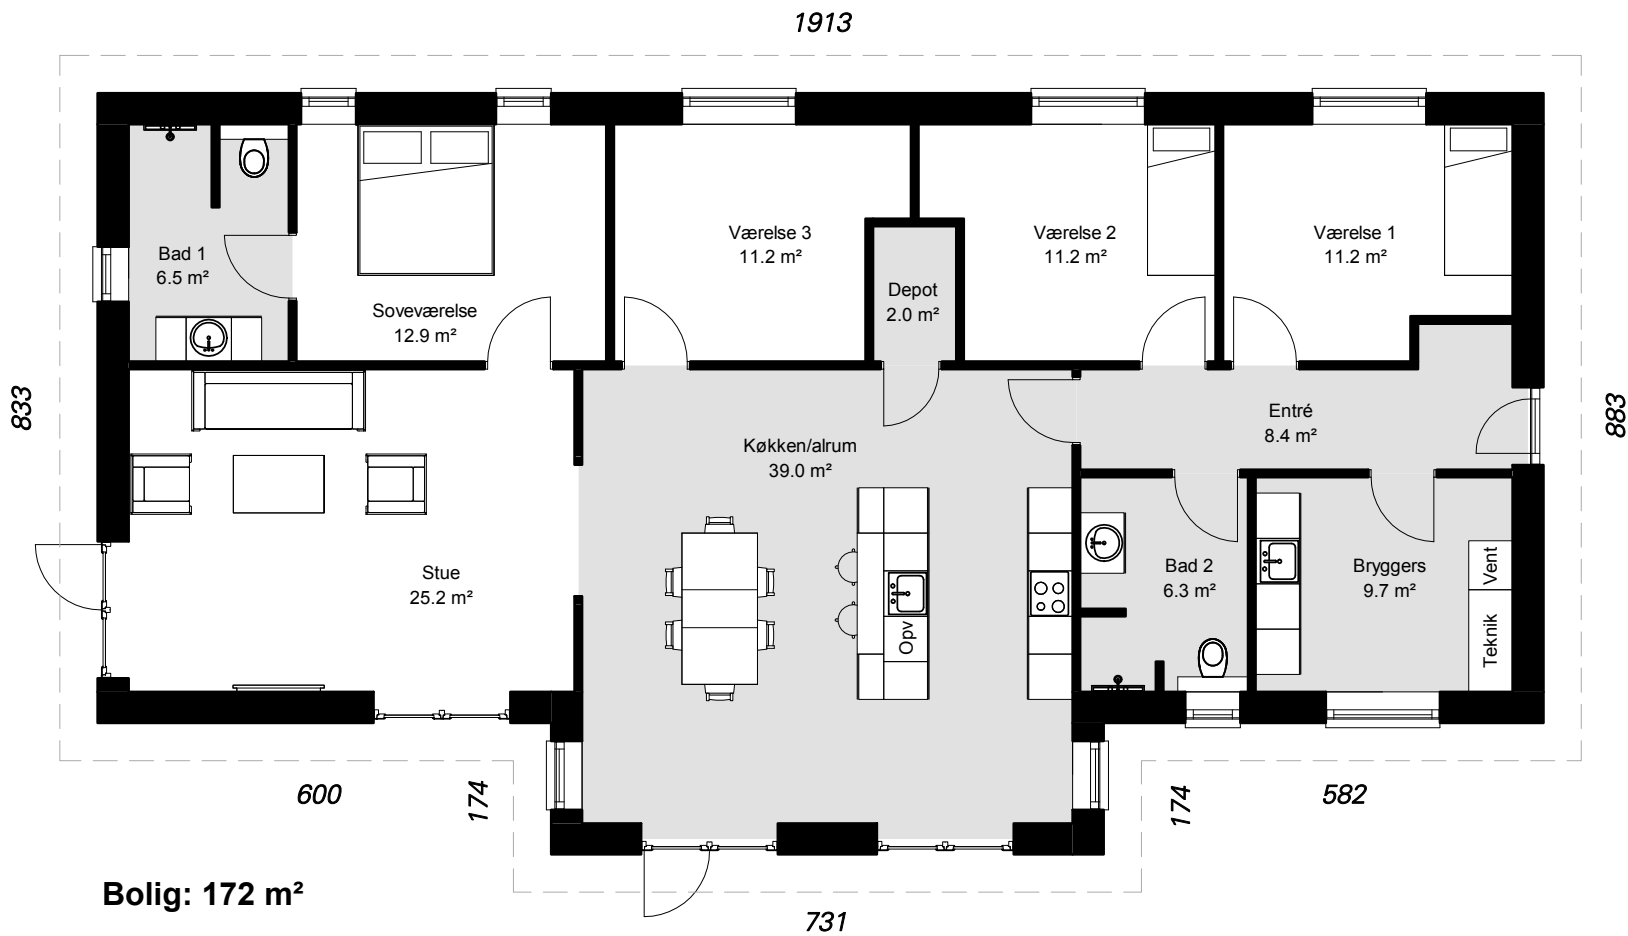 1913
Bad 1
6.5 m²
Soveværelse
12.9 m²
Værelse 3
11.2 m²
Depot
2.0 m²
Værelse 2
11.2 m²
Værelse 1
11.2 m²
833
883
Entré
8.4 m²
Køkken/alrum
39.0 m²
Stue
25.2 m²
Opv
Bad 2
6.3 m²
Bryggers
9.7 m²
Vent
Teknik
600
174
174
582
Bolig: 172 m²
731